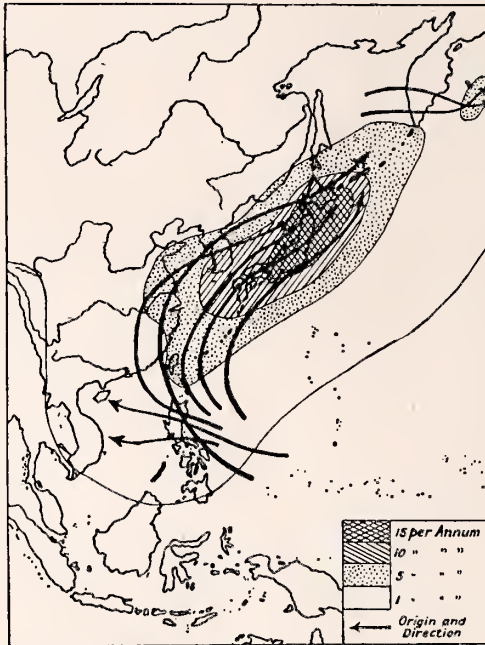 15 per Annum
10 " " "
5 " " "
1 " " "
Origin and
Direction